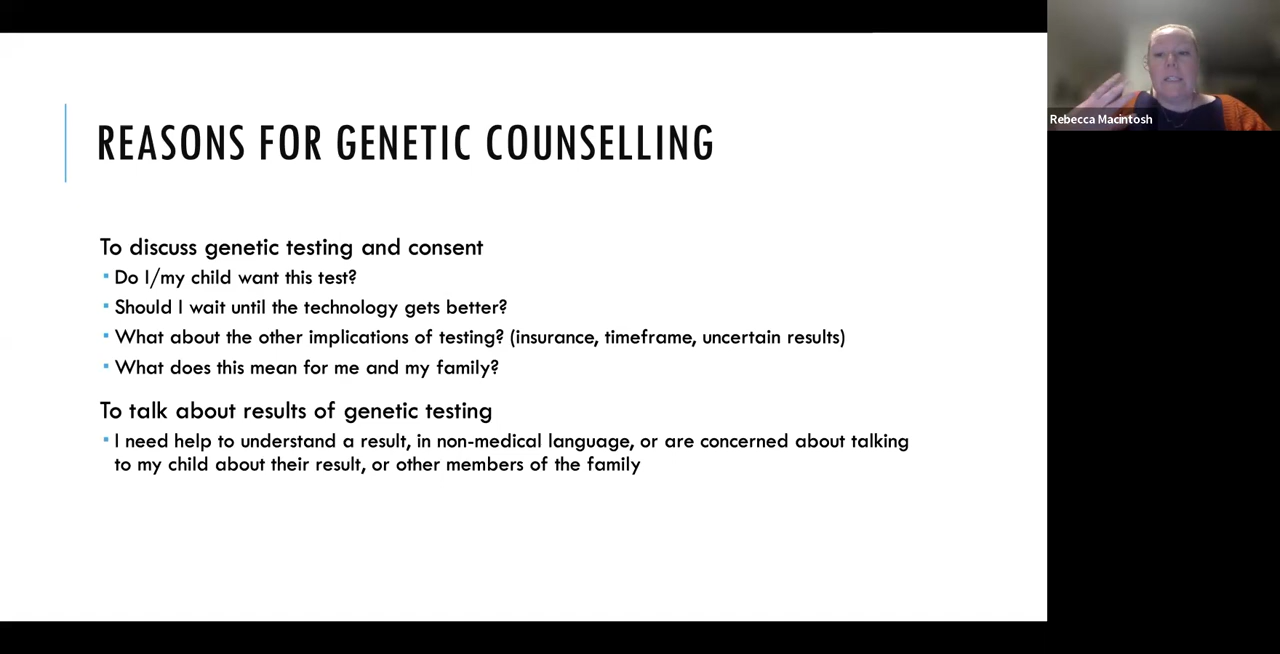 REASONS FOR GENETIC COUNSELLING
To discuss genetic testing and consent
▪ Do I/my child want this test?
▪ Should I wait until the technology gets better?
▪ What about the other implications of testing? (insurance, timeframe, uncertain results)
▪ What does this mean for me and my family?
To talk about results of genetic testing
▪ I need help to understand a result, in non-medical language, or are concerned about talking
to my child about their result, or other members of the family
Rebecca Macintosh